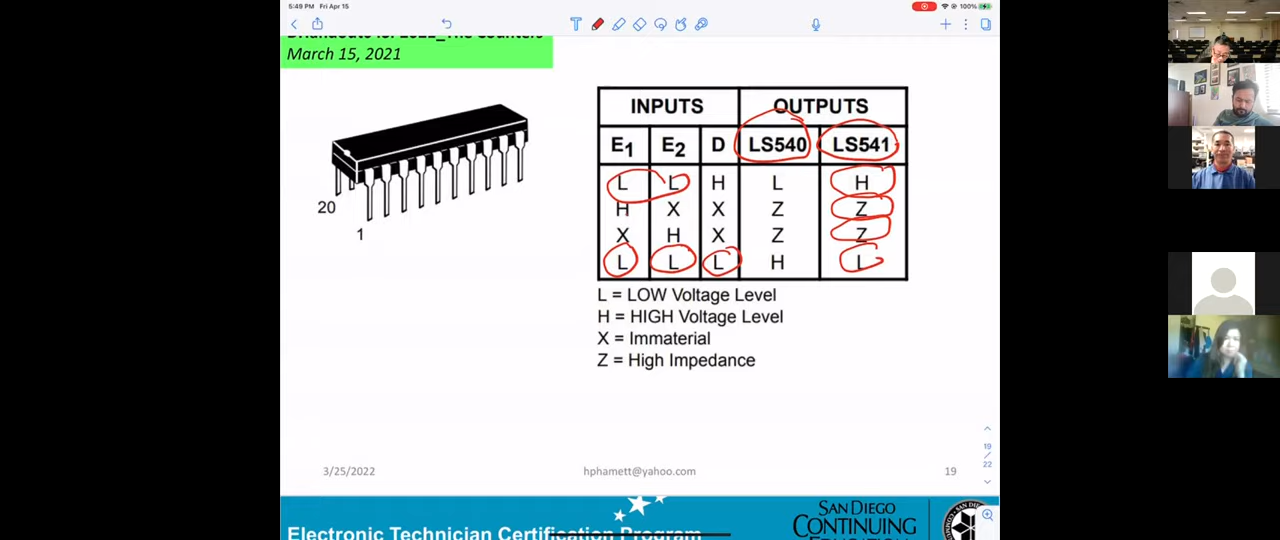 5:49 PM Fri Apr 15
100%
March 15, 2021
20
1
INPUTS OUTPUTS
E1 E2 D LS540 LS541
L L H L H
H X X Z Z
X H X Z Z
L L L H L
L = LOW Voltage Level
H = HIGH Voltage Level
X = Immaterial
Z = High Impedance
19
/
22
3/25/2022 hphamett@yahoo.com 19
Electronic Technician Certification Program
SAN DIEGO
CONTINUING